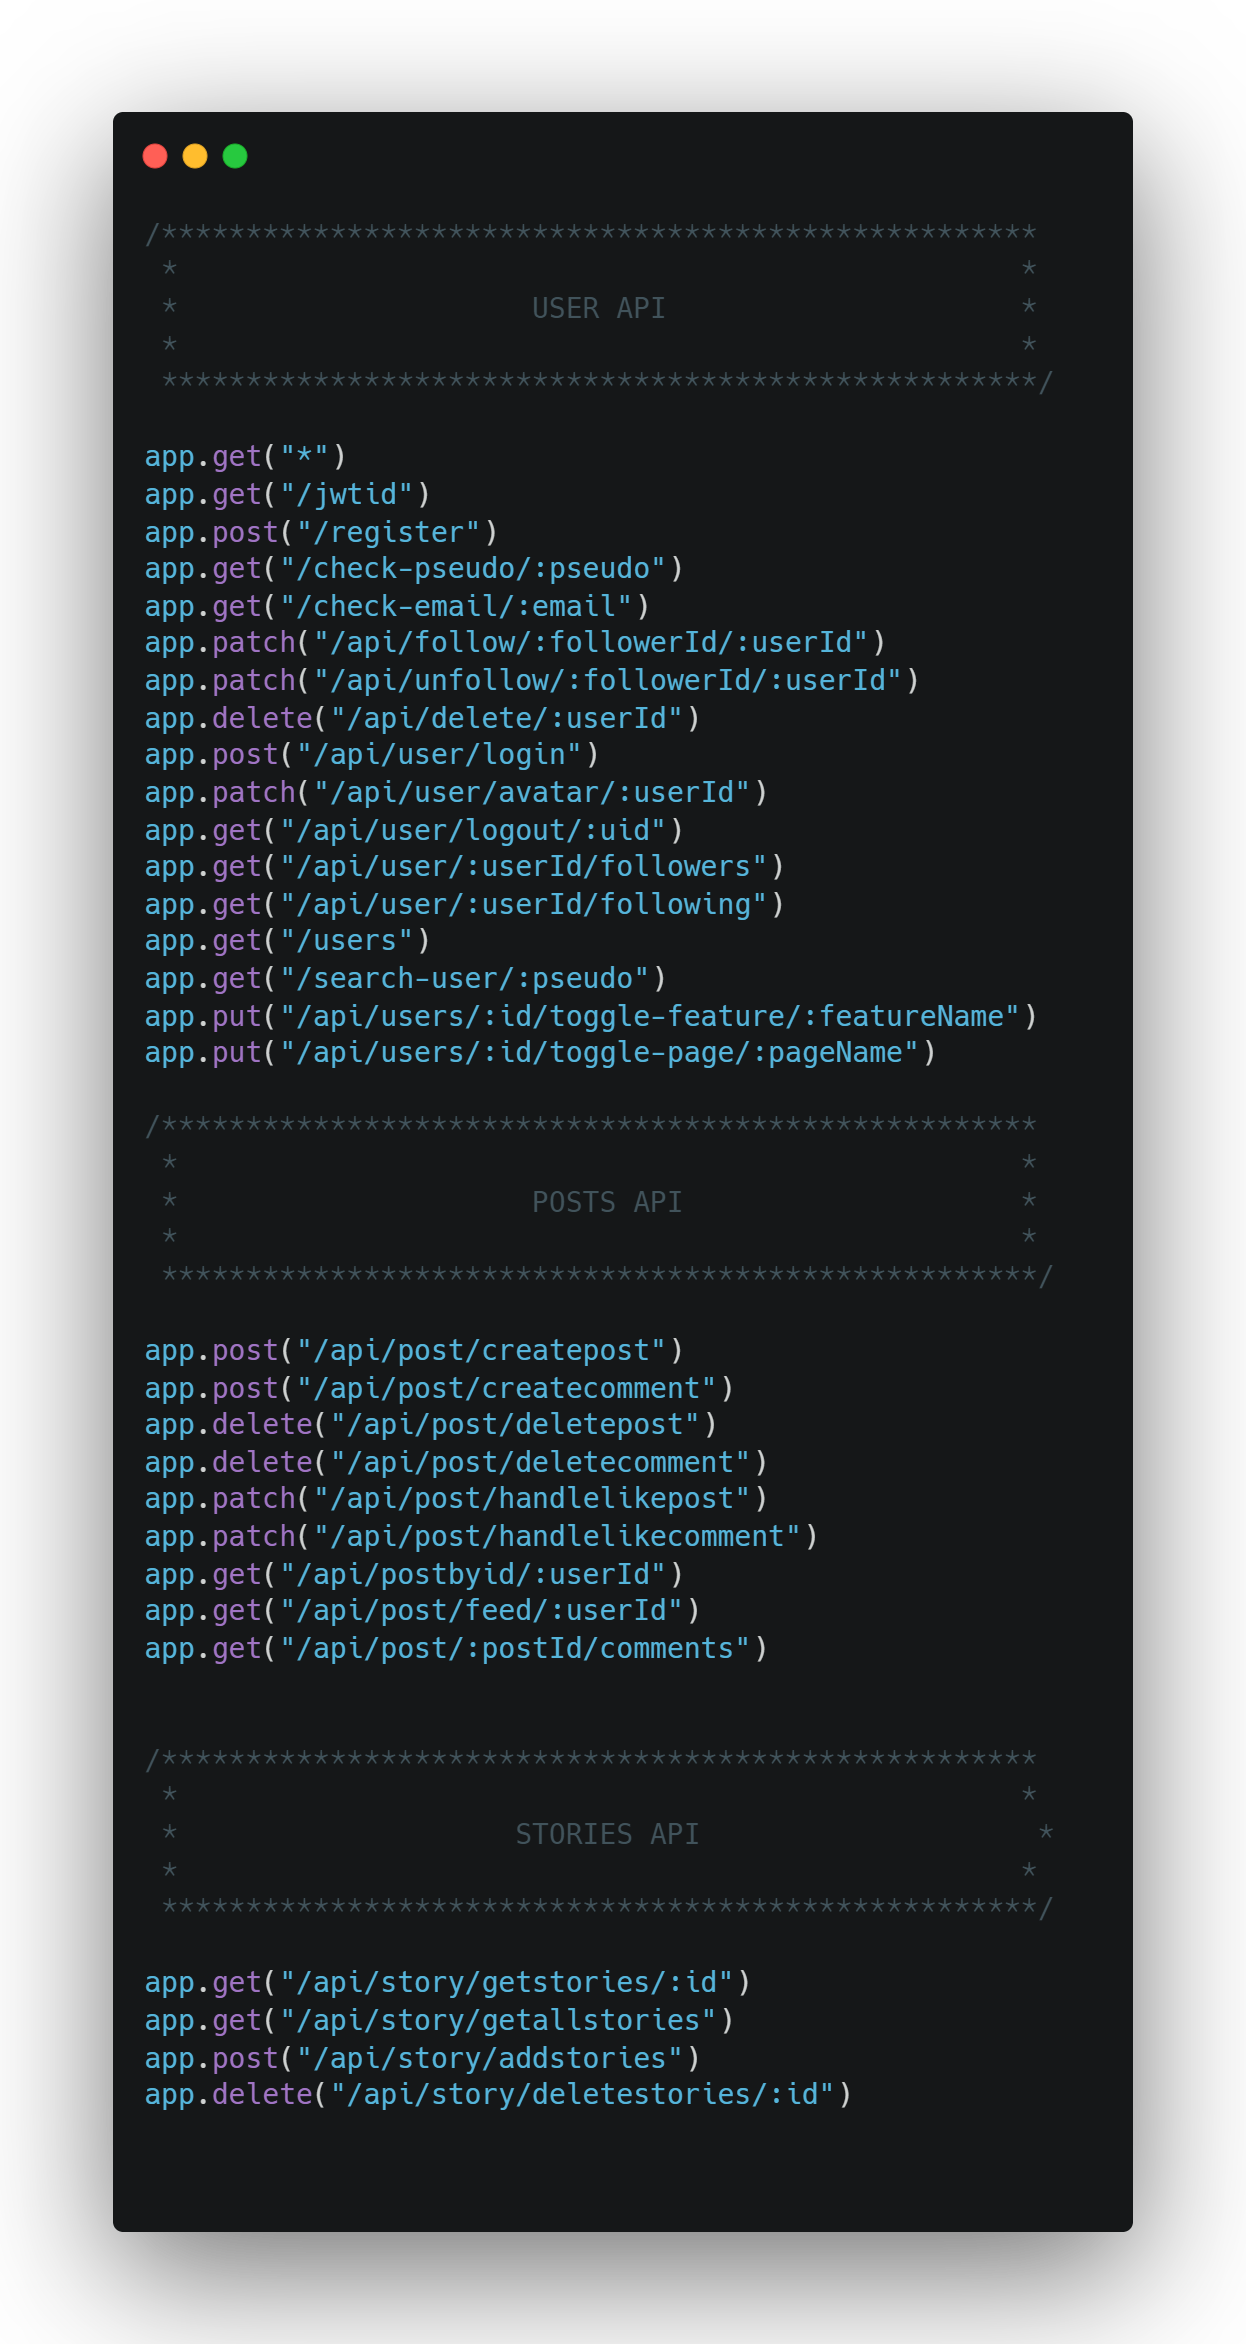 /****************************************************
 *                                                  *
 *                     USER API                     *
 *                                                  *
 ****************************************************/
app.get("*")
app.get("/jwtid")
app.post("/register")
app.get("/check-pseudo/:pseudo")
app.get("/check-email/:email")
app.patch("/api/follow/:followerId/:userId")
app.patch("/api/unfollow/:followerId/:userId")
app.delete("/api/delete/:userId")
app.post("/api/user/login")
app.patch("/api/user/avatar/:userId")
app.get("/api/user/logout/:uid")
app.get("/api/user/:userId/followers")
app.get("/api/user/:userId/following")
app.get("/users")
app.get("/search-user/:pseudo")
app.put("/api/users/:id/toggle-feature/:featureName")
app.put("/api/users/:id/toggle-page/:pageName")
/****************************************************
 *                                                  *
 *                     POSTS API                    *
 *                                                  *
 ****************************************************/
app.post("/api/post/createpost")
app.post("/api/post/createcomment")
app.delete("/api/post/deletepost")
app.delete("/api/post/deletecomment")
app.patch("/api/post/handlelikepost")
app.patch("/api/post/handlelikecomment")
app.get("/api/postbyid/:userId")
app.get("/api/post/feed/:userId")
app.get("/api/post/:postId/comments")
/****************************************************
 *                                                  *
 *                    STORIES API                    *
 *                                                  *
 ****************************************************/
app.get("/api/story/getstories/:id")
app.get("/api/story/getallstories")
app.post("/api/story/addstories")
app.delete("/api/story/deletestories/:id")